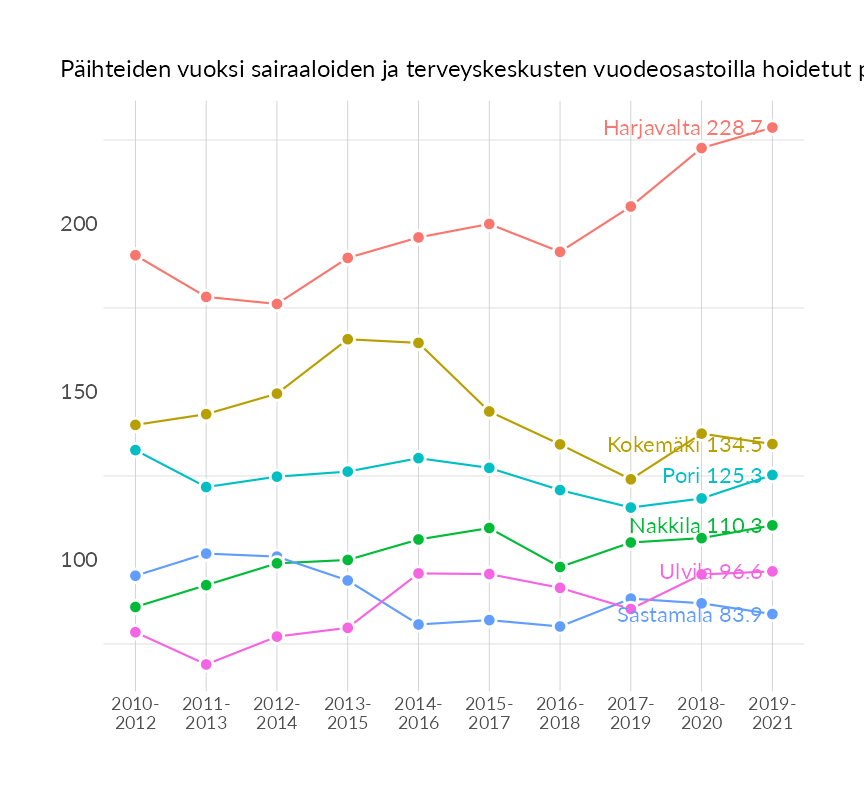 Päihteiden vuoksi sairaaloiden ja terveyskeskusten vuodeosastoilla hoidetut
Harjavalta 228.7
200
150
Kokemäki 134.5
Pori 125.3
Nakkila 110.3
100
Ulvila 96.6
Sastamala 83.9
2010- 2011- 2012- 2013- 2014- 2015- 2016- 2017- 2018- 2019-
2012 2013 2014 2015 2016 2017 2018 2019 2020 2021